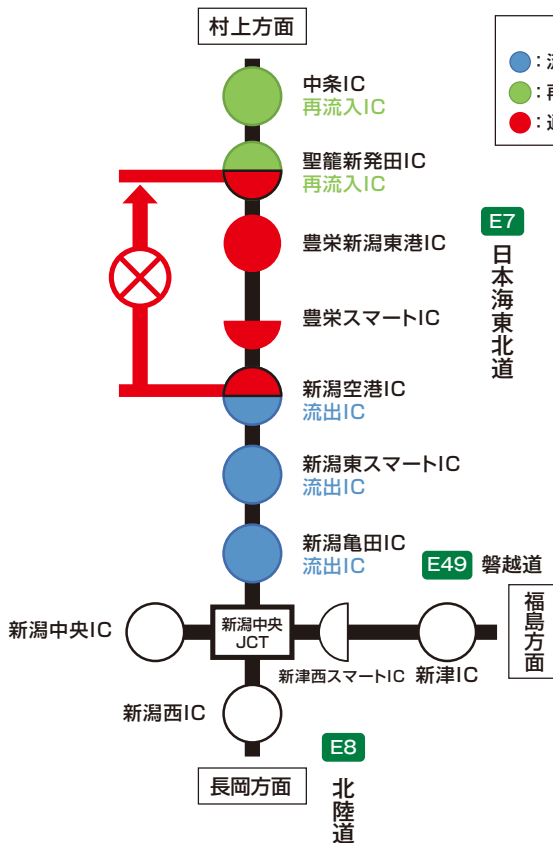 村上方面
中条IC
再流入IC
聖籠新発田IC
再流入IC
豊栄新潟東港IC
豊栄スマートIC
新潟空港IC
流出IC
新潟東スマートIC
流出IC
新潟亀田IC
流出IC
E7
日本海東北道
E49 磐越道
福島方面
新潟中央IC
新潟中央
JCT
新津西スマートIC
新津IC
新潟西IC
E8
北陸道
長岡方面